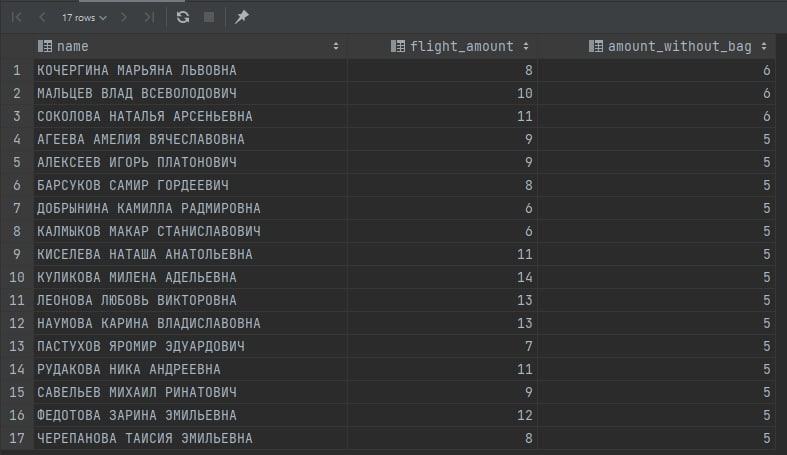 17 rows
name flight_amount amount_without_bag
1 КОЧЕРГИНА МАРЬЯНА ЛЬВОВНА 8 6
2 МАЛЬЦЕВ ВЛАД ВСЕВОЛОДОВИЧ 10 6
3 СОКОЛОВА НАТАЛЬЯ АРСЕНЬЕВНА 11 6
4 АГЕЕВА АМЕЛИЯ ВЯЧЕСЛАВОВНА 9 5
5 АЛЕКСЕЕВ ИГОРЬ ПЛАТОНОВИЧ 9 5
6 БАРСУКОВ САМИР ГОРДЕЕВИЧ 8 5
7 ДОБРЫНИНА КАМИЛЛА РАДМИРОВНА 6 5
8 КАЛМЫКОВ МАКАР СТАНИСЛАВОВИЧ 6 5
9 КИСЕЛЕВА НАТАША АНАТОЛЬЕВНА 11 5
10 КУЛИКОВА МИЛЕНА АДЕЛЬЕВНА 14 5
11 ЛЕОНОВА ЛЮБОВЬ ВИКТОРОВНА 13 5
12 НАУМОВА КАРИНА ВЛАДИСЛАВОВНА 13 5
13 ПАСТУХОВ ЯРОМИР ЭДУАРДОВИЧ 7 5
14 РУДАКОВА НИКА АНДРЕЕВНА 11 5
15 САВЕЛЬЕВ МИХАИЛ РИНАТОВИЧ 9 5
16 ФЕДОТОВА ЗАРИНА ЭМИЛЬЕВНА 12 5
17 ЧЕРЕПАНОВА ТАИСИЯ ЭМИЛЬЕВНА 8 5